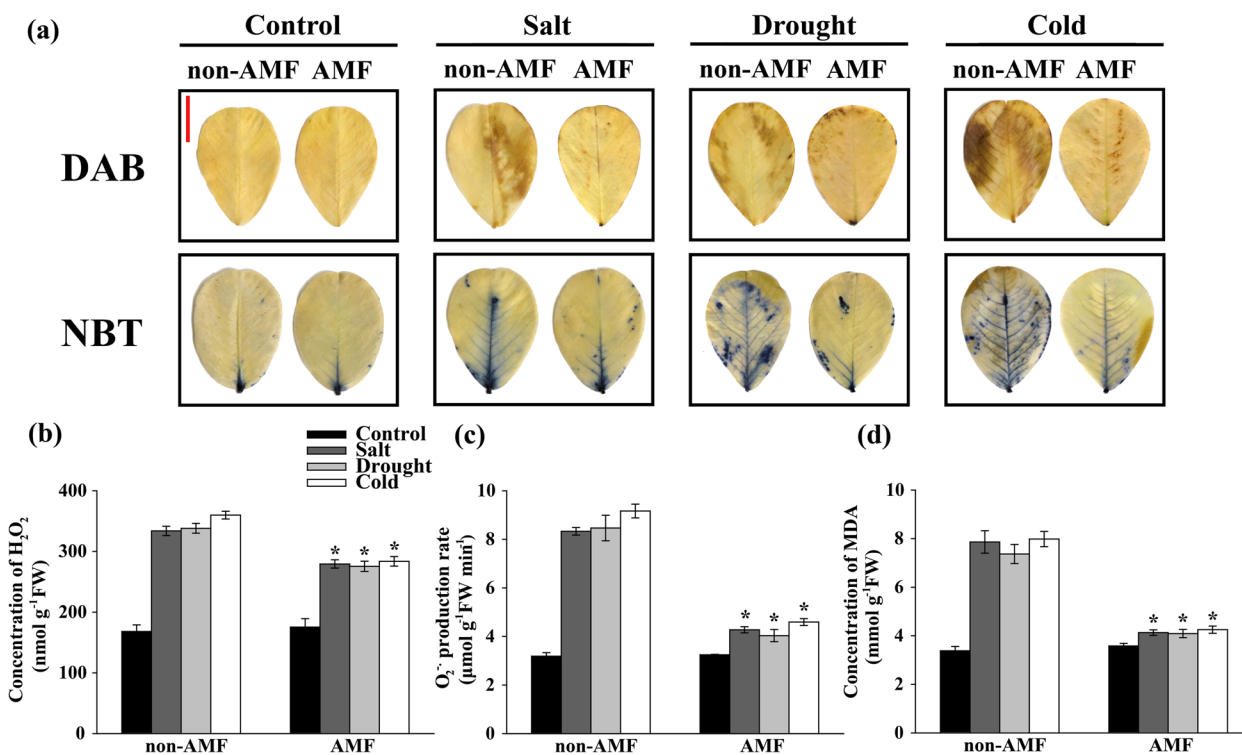 (a)
Control Salt Drought Cold
non-AMF AMF non-AMF AMF non-AMF AMF non-AMF AMF
DAB
NBT
(b)
Control
Salt
Drought
Cold
Concentration of H₂O₂
(nmol g⁻¹FW)
400
300
200
100
0
* * *
non-AMF AMF
(c)
O₂⁻· production rate
(μmol g⁻¹FW min⁻¹)
10
8
6
4
2
0
* * *
non-AMF AMF
(d)
Concentration of MDA
(mmol g⁻¹FW)
10
8
6
4
2
0
* * *
non-AMF AMF